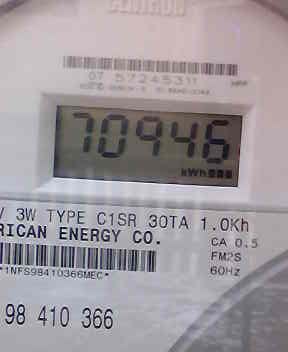 CENTRON
07 57245311
70946
kWh
V 3W TYPE C1SR 30TA 1.0Kh
RICAN ENERGY CO.
CA 0.5
FM2S
*1NFS98410366MEC*
60Hz
98 410 366